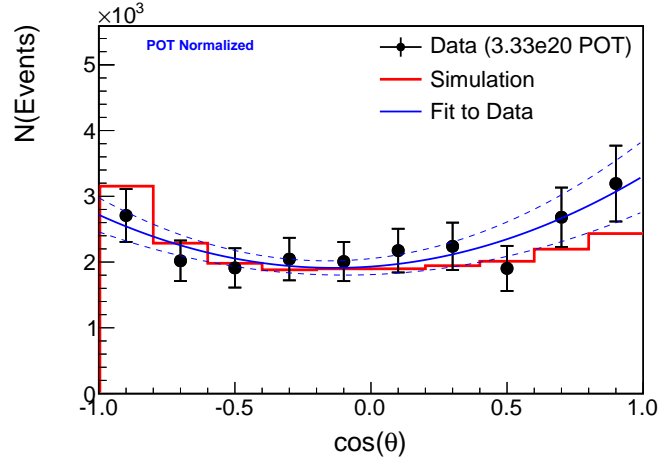 ×10³
POT Normalized
Data (3.33e20 POT)
Simulation
Fit to Data
N(Events)
5
4
3
2
1
0
-1.0 -0.5 0.0 0.5 1.0
cos(θ)